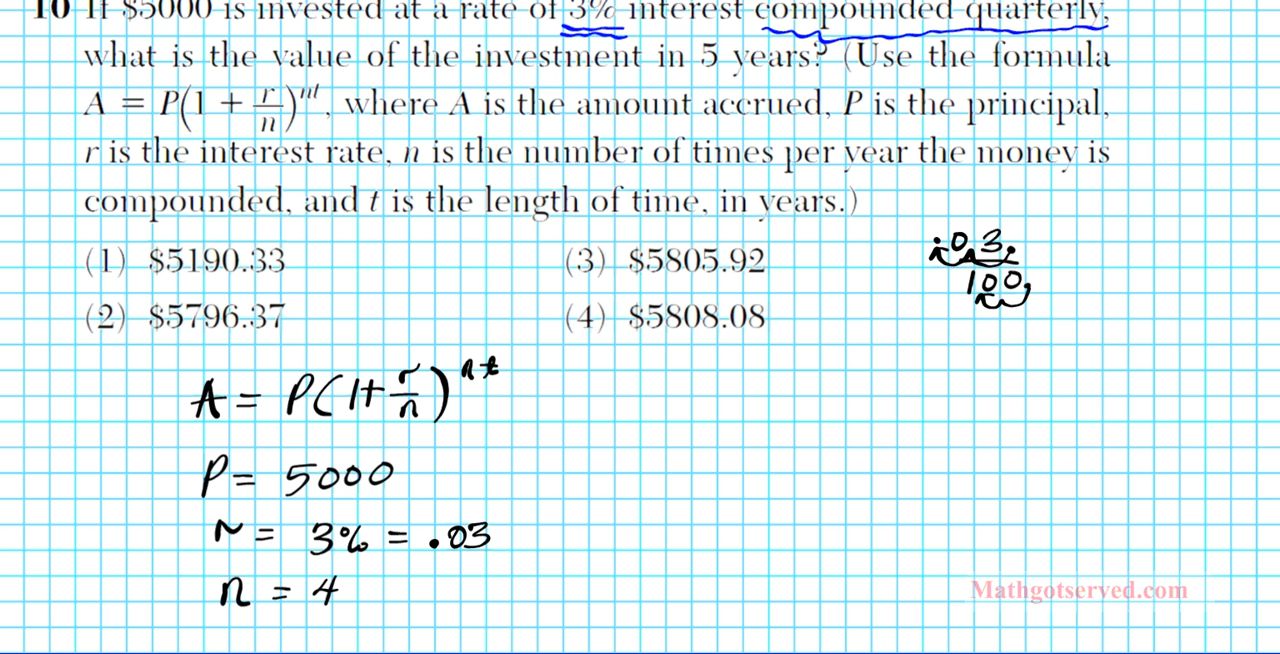 10 If $5000 is invested at a rate of 3% interest compounded quarterly,
what is the value of the investment in 5 years? (Use the formula
A = P(1 + r/n)^nt, where A is the amount accrued, P is the principal,
r is the interest rate, n is the number of times per year the money is
compounded, and t is the length of time, in years.)
(1) $5190.33 (3) $5805.92
(2) $5796.37 (4) $5808.08
.03.
100
A = P(1+r/n)^nt
P = 5000
r = 3% = .03
n = 4
Mathgotserved.com